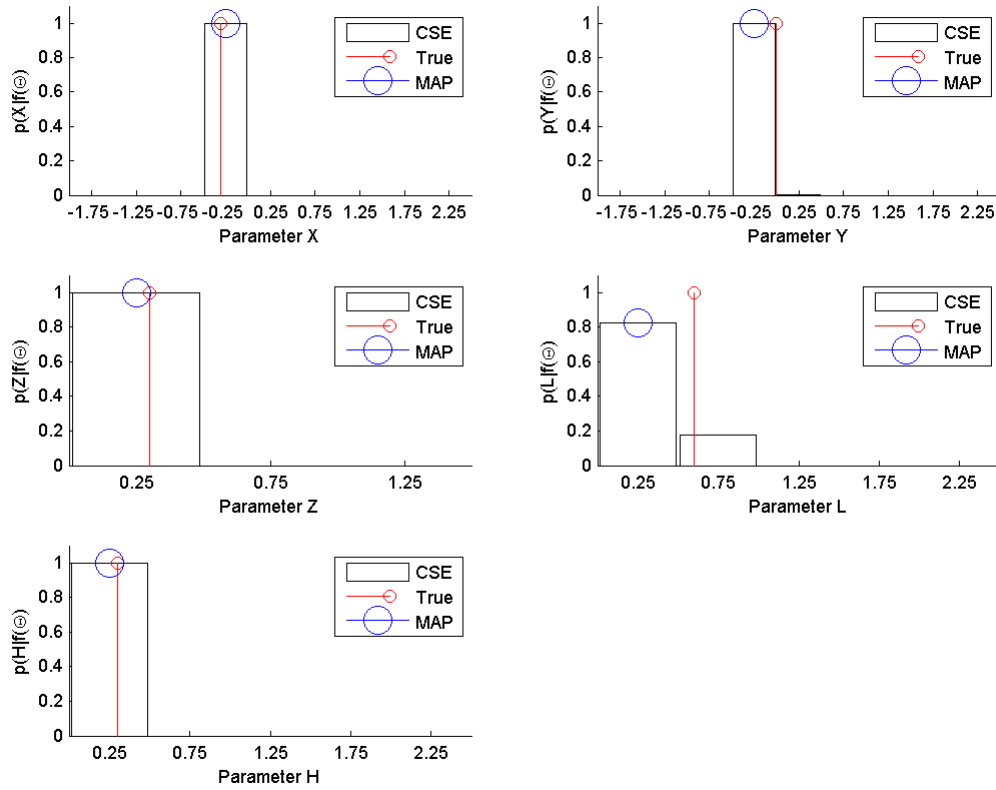 1
0.8
0.6
0.4
0.2
0
p(X|f(Θ)
-1.75 -1.25 -0.75 -0.25 0.25 0.75 1.25 1.75 2.25
Parameter X
CSE
True
MAP
1
0.8
0.6
0.4
0.2
0
p(Y|f(Θ)
-1.75 -1.25 -0.75 -0.25 0.25 0.75 1.25 1.75 2.25
Parameter Y
CSE
True
MAP
1
0.8
0.6
0.4
0.2
0
p(Z|f(Θ)
0.25 0.75 1.25
Parameter Z
CSE
True
MAP
1
0.8
0.6
0.4
0.2
0
p(L|f(Θ)
0.25 0.75 1.25 1.75 2.25
Parameter L
CSE
True
MAP
1
0.8
0.6
0.4
0.2
0
p(H|f(Θ)
0.25 0.75 1.25 1.75 2.25
Parameter H
CSE
True
MAP